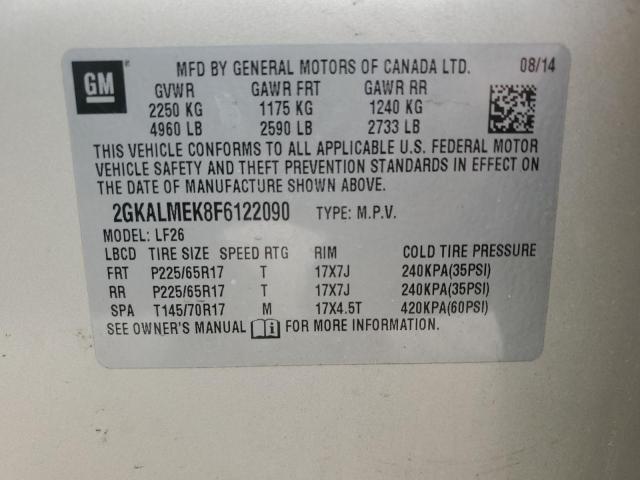 GM
MFD BY GENERAL MOTORS OF CANADA LTD. 08/14
GVWR GAWR FRT GAWR RR
2250 KG 1175 KG 1240 KG
4960 LB 2590 LB 2733 LB
THIS VEHICLE CONFORMS TO ALL APPLICABLE U.S. FEDERAL MOTOR
VEHICLE SAFETY AND THEFT PREVENTION STANDARDS IN EFFECT ON
THE DATE OF MANUFACTURE SHOWN ABOVE.
2GKALMEK8F6122090 TYPE: M.P.V.
MODEL: LF26
LBCD TIRE SIZE SPEED RTG RIM COLD TIRE PRESSURE
FRT P225/65R17 T 17X7J 240KPA(35PSI)
RR P225/65R17 T 17X7J 240KPA(35PSI)
SPA T145/70R17 M 17X4.5T 420KPA(60PSI)
SEE OWNER'S MANUAL FOR MORE INFORMATION.